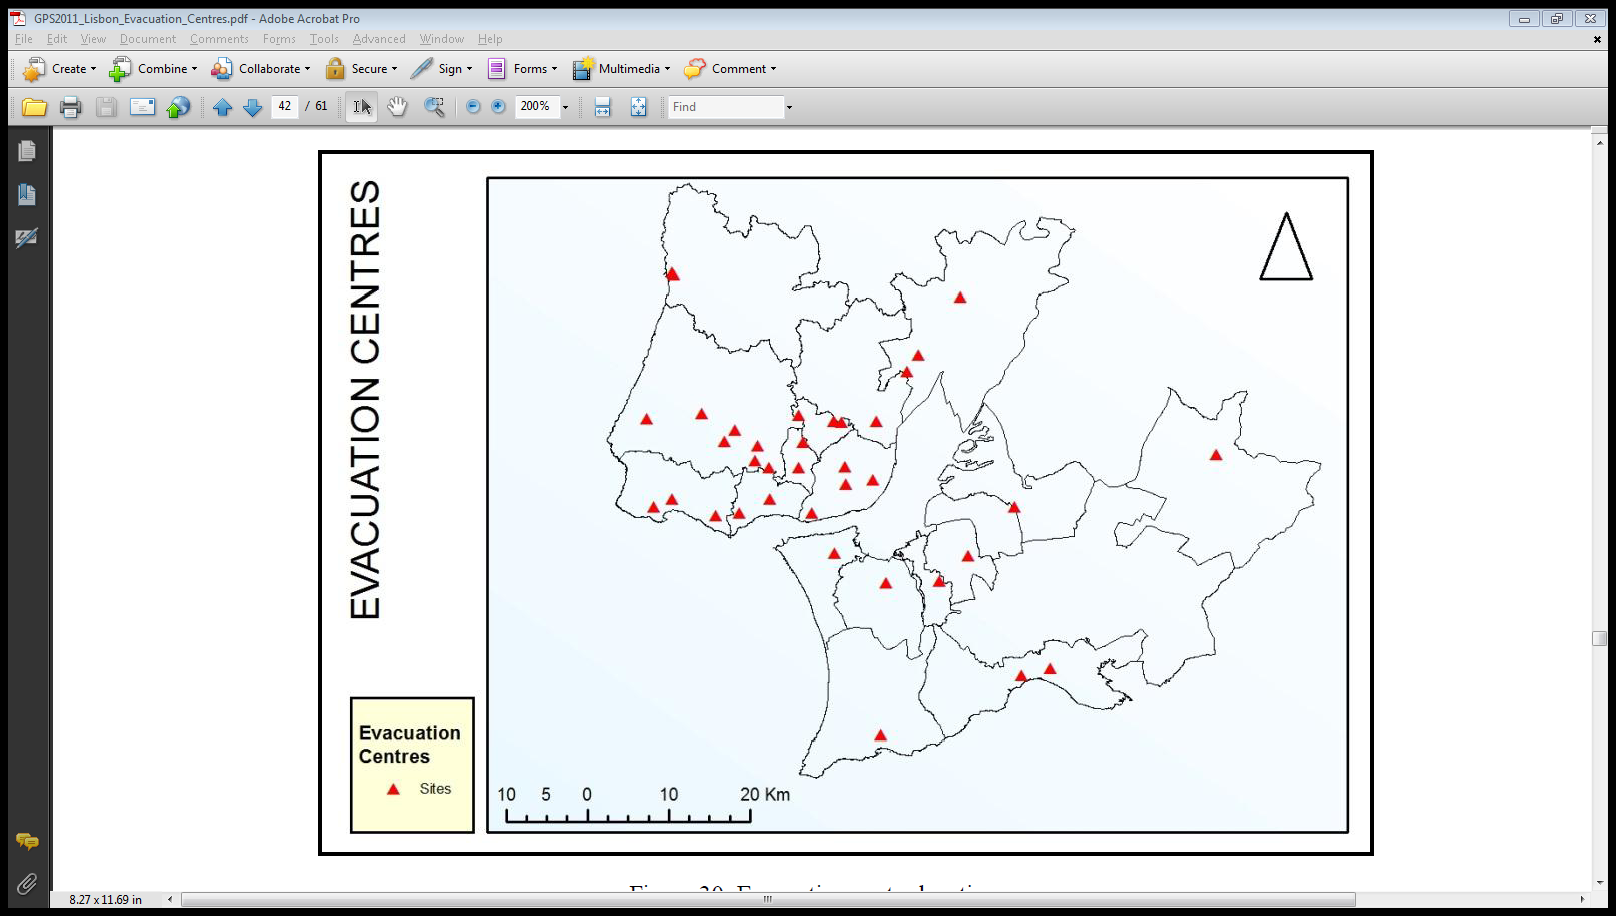 GPS2011_Lisbon_Evacuation_Centres.pdf - Adobe Acrobat Pro
File Edit View Document Comments Forms Tools Advanced Window Help
Create Combine Collaborate Secure Sign Forms Multimedia Comment
42 / 61 200% Find
EVACUATION CENTRES
Evacuation
Centres
Sites
10 5 0 10 20 Km
8.27 x 11.69 in